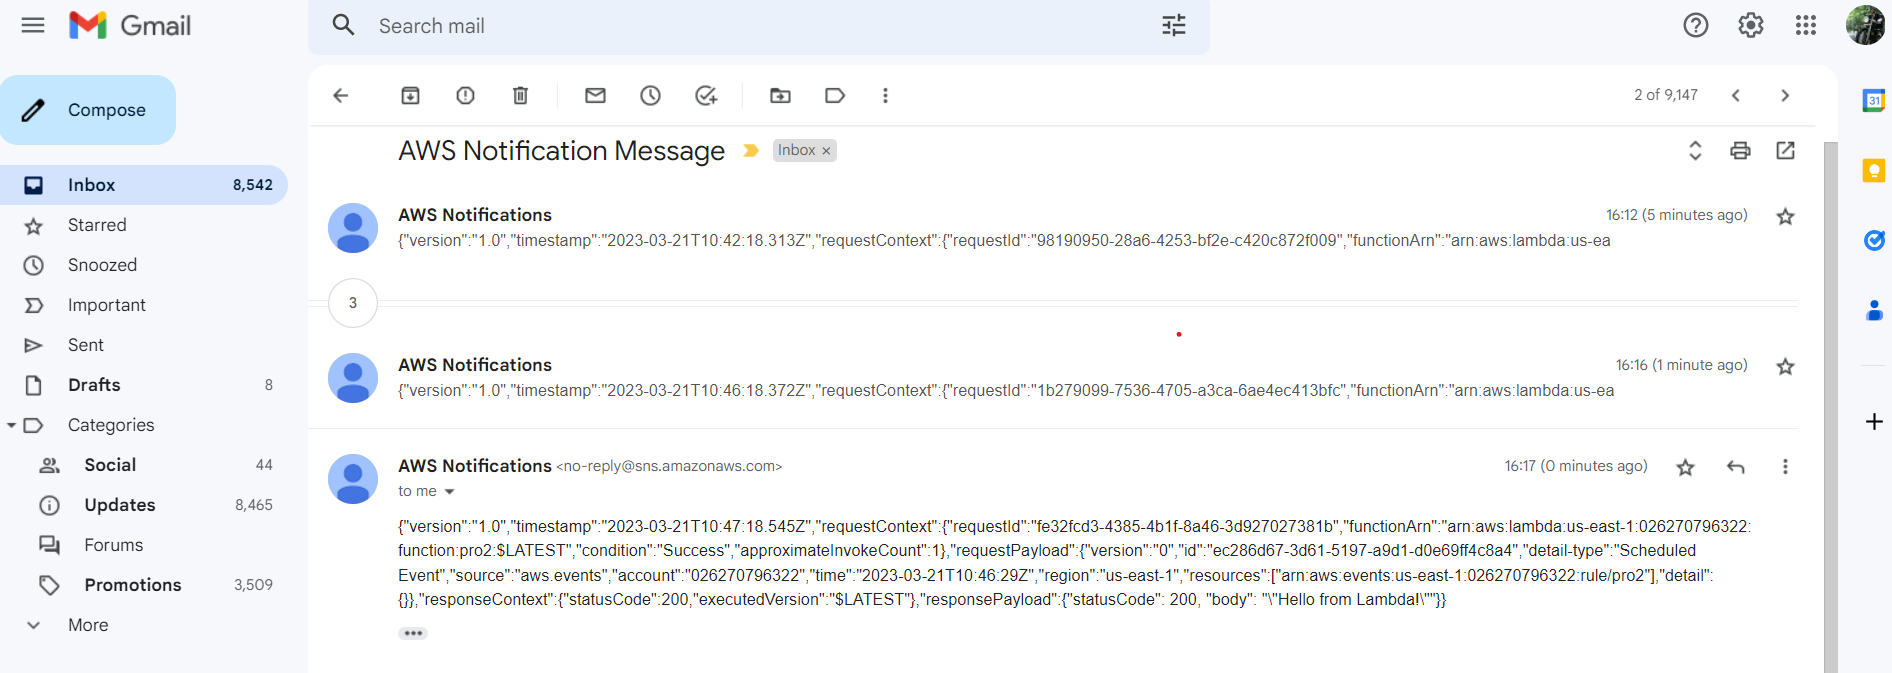 Gmail
Search mail
Compose
2 of 9,147
31
AWS Notification Message Inbox ×
Inbox 8,542
Starred
Snoozed
Important
Sent
Drafts 8
Categories
Social 44
Updates 8,465
Forums
Promotions 3,509
More
AWS Notifications 16:12 (5 minutes ago)
{"version":"1.0","timestamp":"2023-03-21T10:42:18.313Z","requestContext":{"requestId":"98190950-28a6-4253-bf2e-c420c872f009","functionArn":"arn:aws:lambda:us-ea
3
AWS Notifications 16:16 (1 minute ago)
{"version":"1.0","timestamp":"2023-03-21T10:46:18.372Z","requestContext":{"requestId":"1b279099-7536-4705-a3ca-6ae4ec413bfc","functionArn":"arn:aws:lambda:us-ea
AWS Notifications <no-reply@sns.amazonaws.com> 16:17 (0 minutes ago)
to me
{"version":"1.0","timestamp":"2023-03-21T10:47:18.545Z","requestContext":{"requestId":"fe32fcd3-4385-4b1f-8a46-3d927027381b","functionArn":"arn:aws:lambda:us-east-1:026270796322:
function:pro2:$LATEST","condition":"Success","approximateInvokeCount":1},"requestPayload":{"version":"0","id":"ec286d67-3d61-5197-a9d1-d0e69ff4c8a4","detail-type":"Scheduled
Event","source":"aws.events","account":"026270796322","time":"2023-03-21T10:46:29Z","region":"us-east-1","resources":["arn:aws:events:us-east-1:026270796322:rule/pro2"],"detail":
{}},"responseContext":{"statusCode":200,"executedVersion":"$LATEST"},"responsePayload":{"statusCode": 200, "body": "\"Hello from Lambda!\""}}